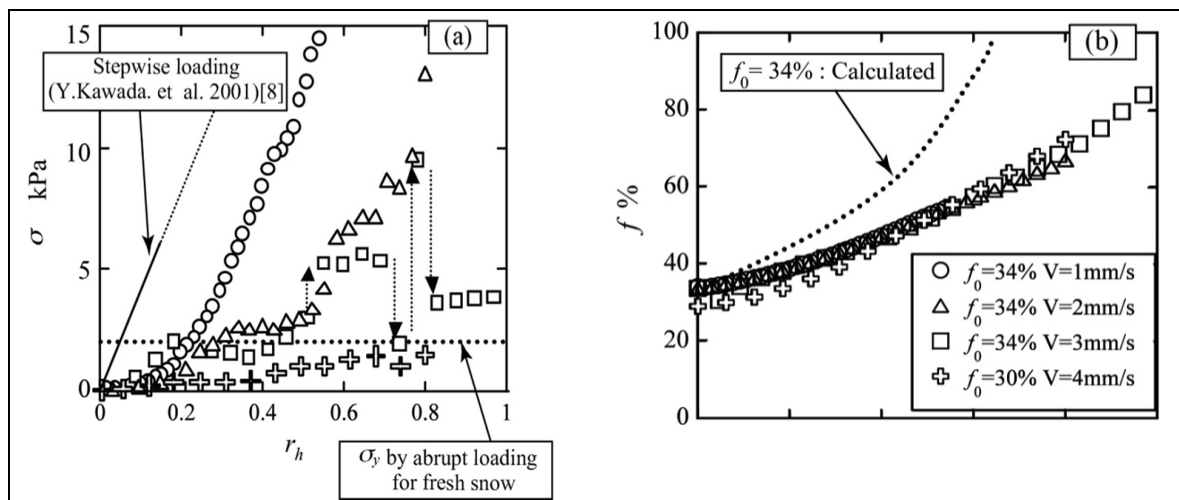 (a)
15
10
5
0
σ kPa
Stepwise loading
(Y.Kawada. et al. 2001)[8]
0 0.2 0.4 0.6 0.8 1
r_h
σ_y by abrupt loading
for fresh snow
(b)
100
80
60
40
20
0
f %
f_0= 34% : Calculated
f_0=34% V=1mm/s
f_0=34% V=2mm/s
f_0=34% V=3mm/s
f_0=30% V=4mm/s